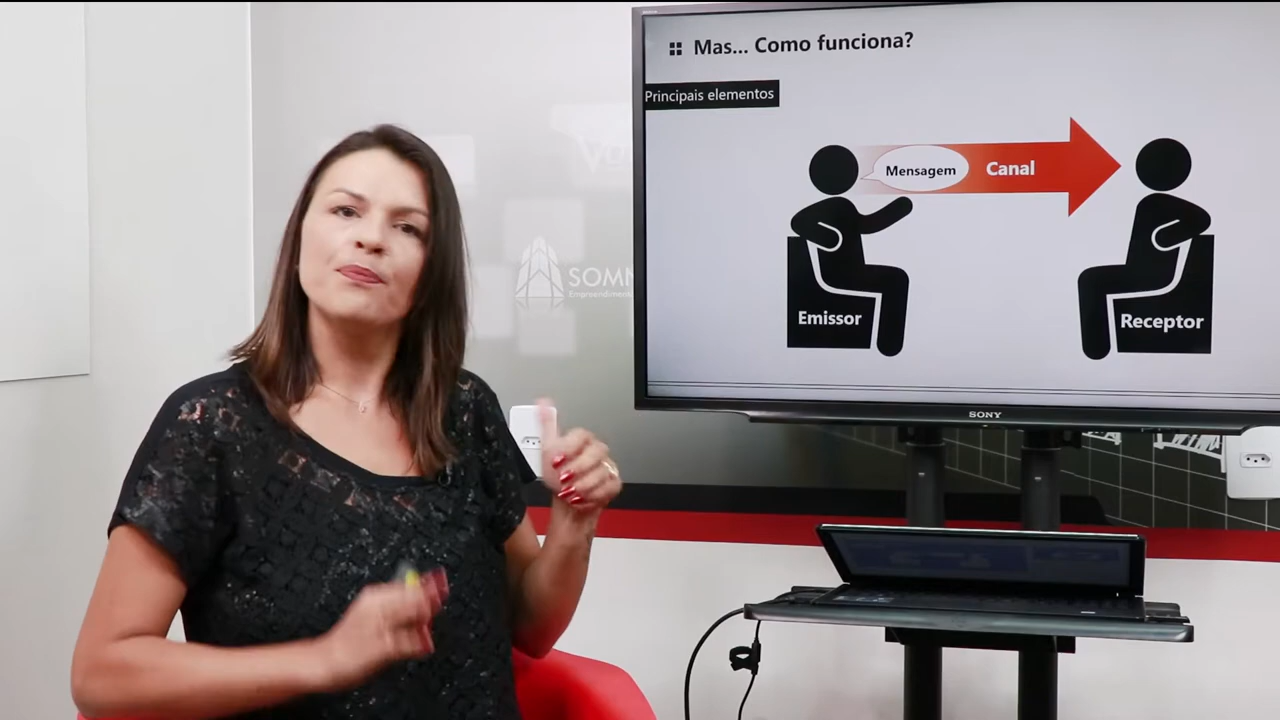 Mas... Como funciona?
Principais elementos
Mensagem
Canal
Emissor
Receptor
SONY